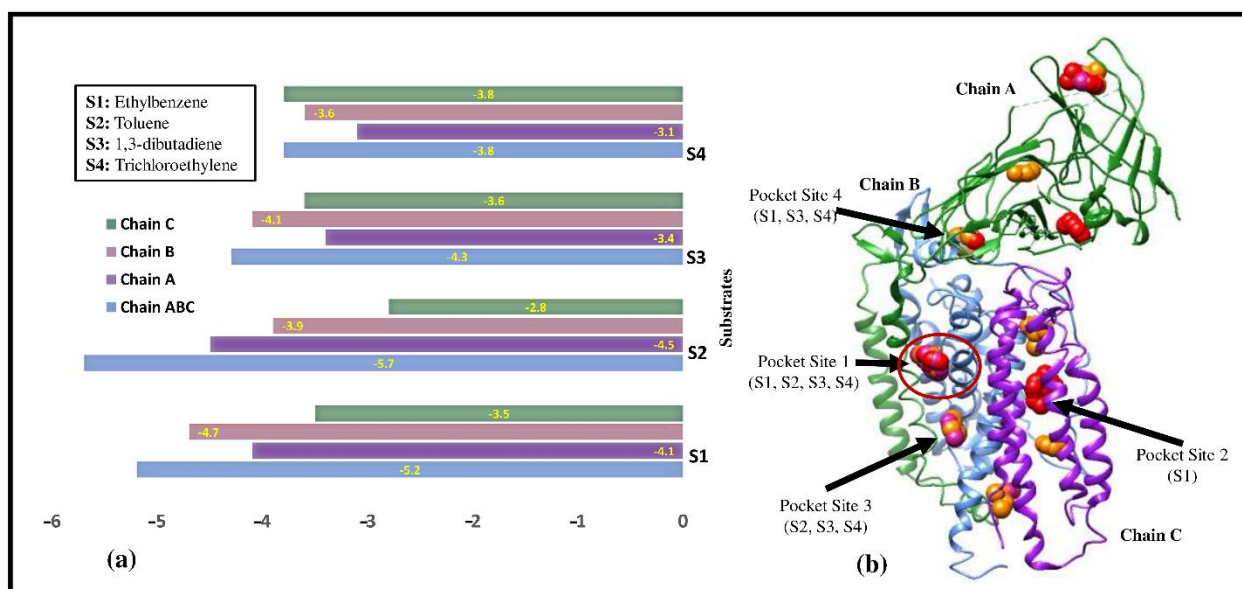 S1: Ethylbenzene
S2: Toluene
S3: 1,3-dibutadiene
S4: Trichloroethylene
Chain C
Chain B
Chain A
Chain ABC
-3.8
-3.6
-3.1
-3.8
S4
-3.6
-4.1
-3.4
-4.3
S3
-2.8
-3.9
-4.5
-5.7
S2
-3.5
-4.7
-4.1
-5.2
S1
Substrates
−6 −5 −4 −3 −2 −1 0
(a)
Chain A
Chain B
Pocket Site 4
(S1, S3, S4)
Pocket Site 1
(S1, S2, S3, S4)
Pocket Site 2
(S1)
Pocket Site 3
(S2, S3, S4)
Chain C
(b)